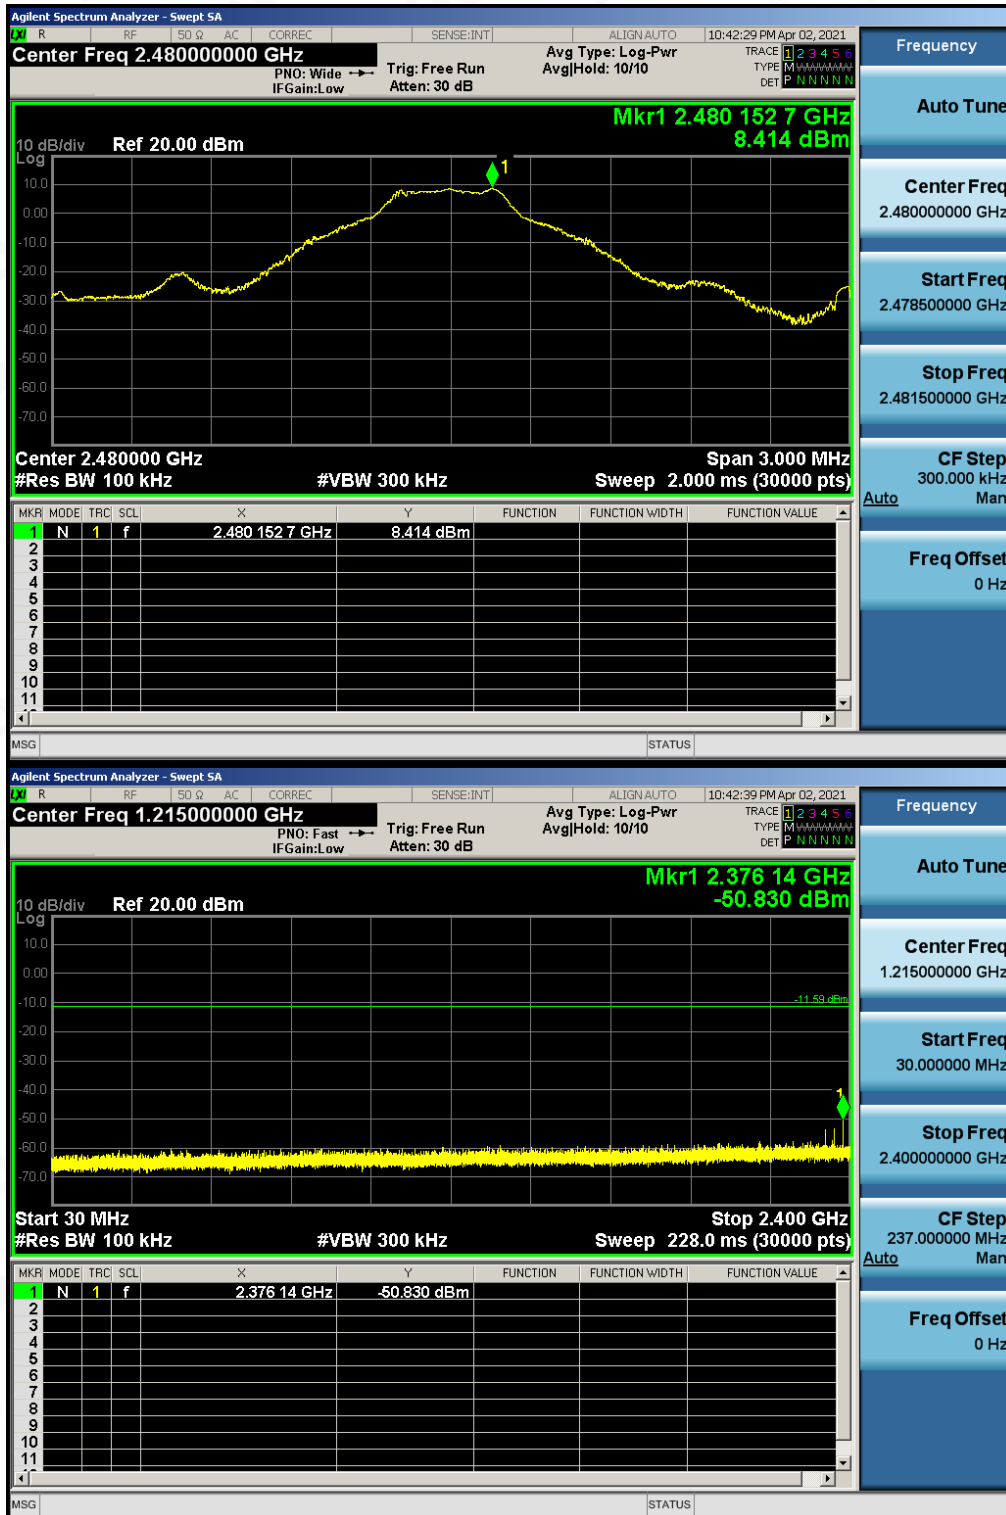 Agilent Spectrum Analyzer - Swept SA
LXI R RF 50 Ω AC CORREC SENSE:INT ALIGN AUTO 10:42:29 PM Apr 02, 2021
Center Freq 2.480000000 GHz
PNO: Wide
IFGain:Low
Trig: Free Run
Atten: 30 dB
Avg Type: Log-Pwr
Avg|Hold: 10/10
TRACE 1 2 3 4 5 6
TYPE M WWWWW
DET P N N N N N
Mkr1 2.480 152 7 GHz
8.414 dBm
10 dB/div Ref 20.00 dBm
Log
10.0
0.00
-10.0
-20.0
-30.0
-40.0
-50.0
-60.0
-70.0
1
Center 2.480000 GHz Span 3.000 MHz
#Res BW 100 kHz #VBW 300 kHz Sweep 2.000 ms (30000 pts)
MKR MODE TRC SCL X Y FUNCTION FUNCTION WIDTH FUNCTION VALUE
1 N 1 f 2.480 152 7 GHz 8.414 dBm
2
3
4
5
6
7
8
9
10
11
MSG STATUS
Frequency
Auto Tune
Center Freq
2.480000000 GHz
Start Freq
2.478500000 GHz
Stop Freq
2.481500000 GHz
CF Step
300.000 kHz
Auto Man
Freq Offset
0 Hz
Agilent Spectrum Analyzer - Swept SA
LXI R RF 50 Ω AC CORREC SENSE:INT ALIGN AUTO 10:42:39 PM Apr 02, 2021
Center Freq 1.215000000 GHz
PNO: Fast
IFGain:Low
Trig: Free Run
Atten: 30 dB
Avg Type: Log-Pwr
Avg|Hold: 10/10
TRACE 1 2 3 4 5 6
TYPE M WWWWW
DET P N N N N N
Mkr1 2.376 14 GHz
-50.830 dBm
10 dB/div Ref 20.00 dBm
Log
10.0
0.00
-10.0
-20.0
-30.0
-40.0
-50.0
-60.0
-70.0
-11.59 dBm
1
Start 30 MHz Stop 2.400 GHz
#Res BW 100 kHz #VBW 300 kHz Sweep 228.0 ms (30000 pts)
MKR MODE TRC SCL X Y FUNCTION FUNCTION WIDTH FUNCTION VALUE
1 N 1 f 2.376 14 GHz -50.830 dBm
2
3
4
5
6
7
8
9
10
11
MSG STATUS
Frequency
Auto Tune
Center Freq
1.215000000 GHz
Start Freq
30.000000 MHz
Stop Freq
2.400000000 GHz
CF Step
237.000000 MHz
Auto Man
Freq Offset
0 Hz